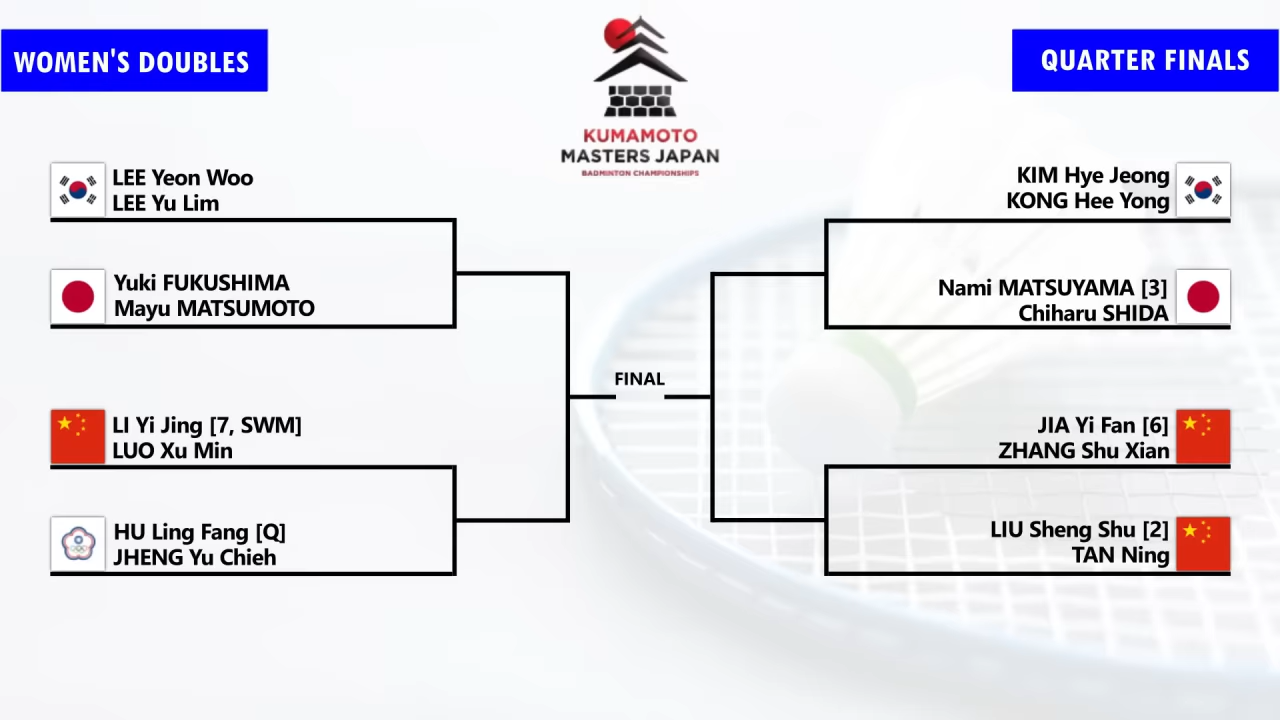 WOMEN'S DOUBLES
QUARTER FINALS
KUMAMOTO
MASTERS JAPAN
BADMINTON CHAMPIONSHIPS
LEE Yeon Woo
LEE Yu Lim
Yuki FUKUSHIMA
Mayu MATSUMOTO
LI Yi Jing [7, SWM]
LUO Xu Min
HU Ling Fang [Q]
JHENG Yu Chieh
FINAL
KIM Hye Jeong
KONG Hee Yong
Nami MATSUYAMA [3]
Chiharu SHIDA
JIA Yi Fan [6]
ZHANG Shu Xian
LIU Sheng Shu [2]
TAN Ning